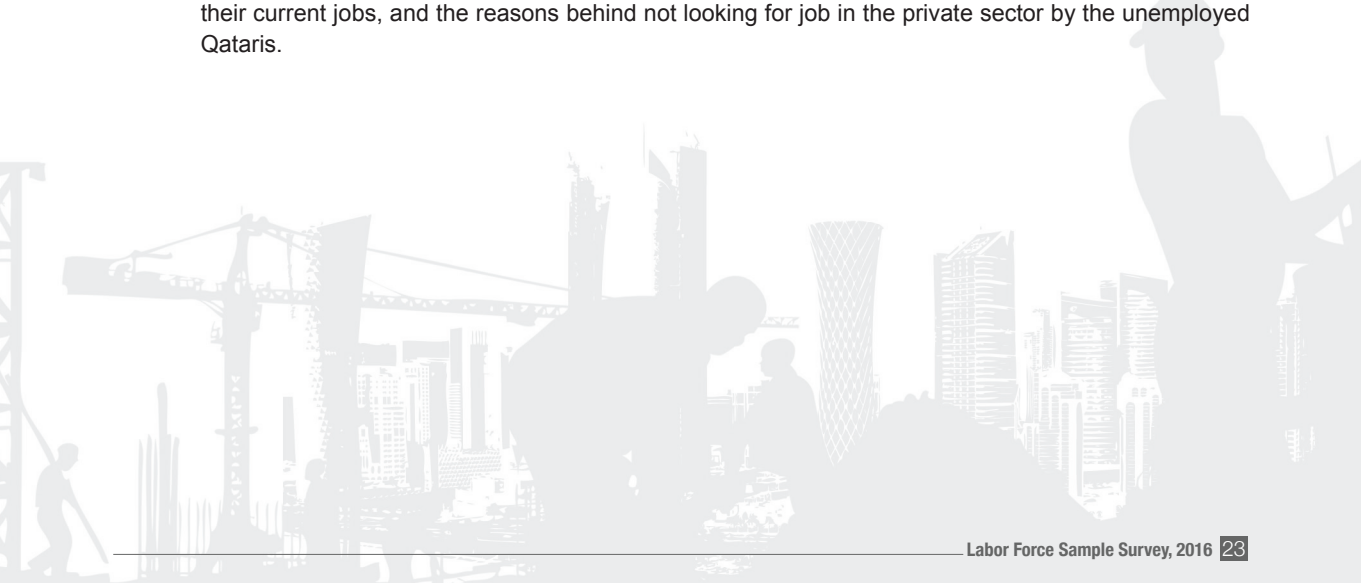 their current jobs, and the reasons behind not looking for job in the private sector by the unemployed
Qataris.
Labor Force Sample Survey, 2016 23